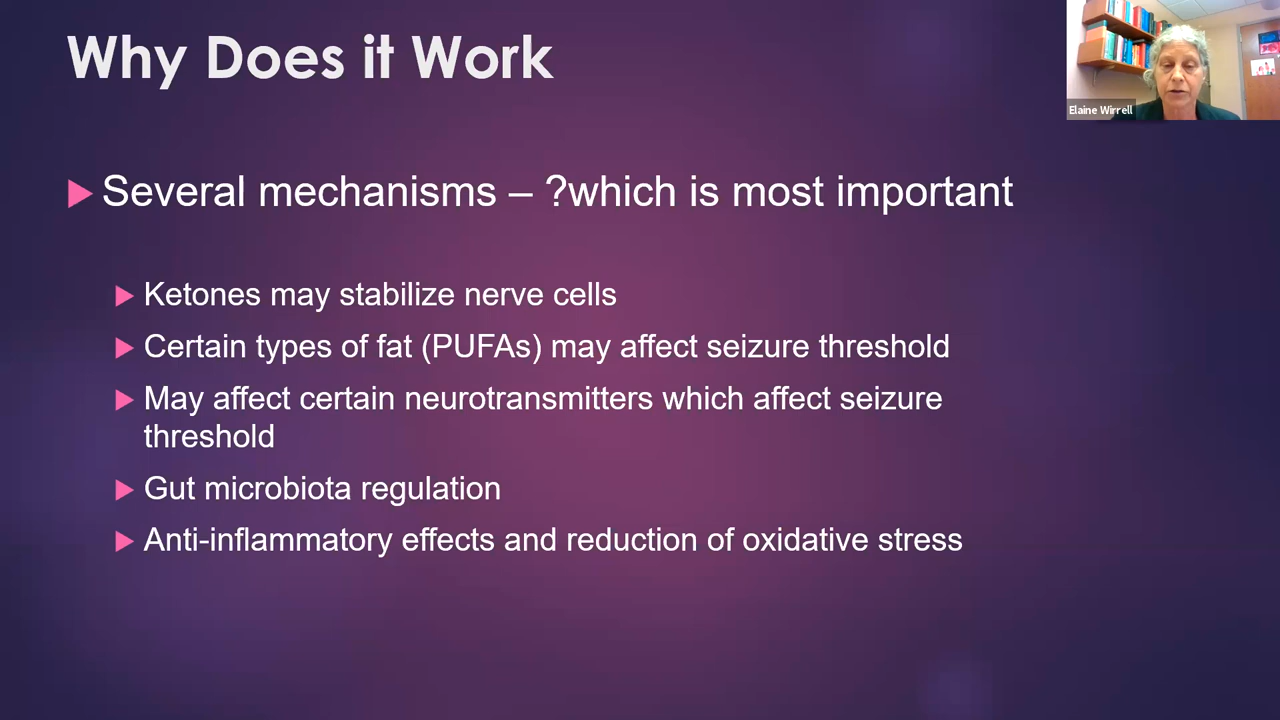 Why Does it Work
Elaine Wirrell
Several mechanisms – ?which is most important
Ketones may stabilize nerve cells
Certain types of fat (PUFAs) may affect seizure threshold
May affect certain neurotransmitters which affect seizure
threshold
Gut microbiota regulation
Anti-inflammatory effects and reduction of oxidative stress